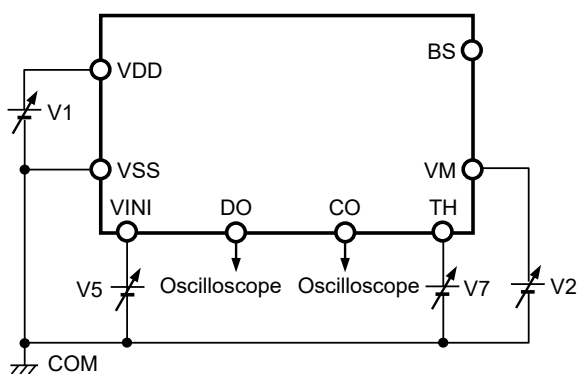 BS
VDD
V1
VSS
VM
VINI
DO
CO
TH
V5
Oscilloscope
Oscilloscope
V7
V2
COM